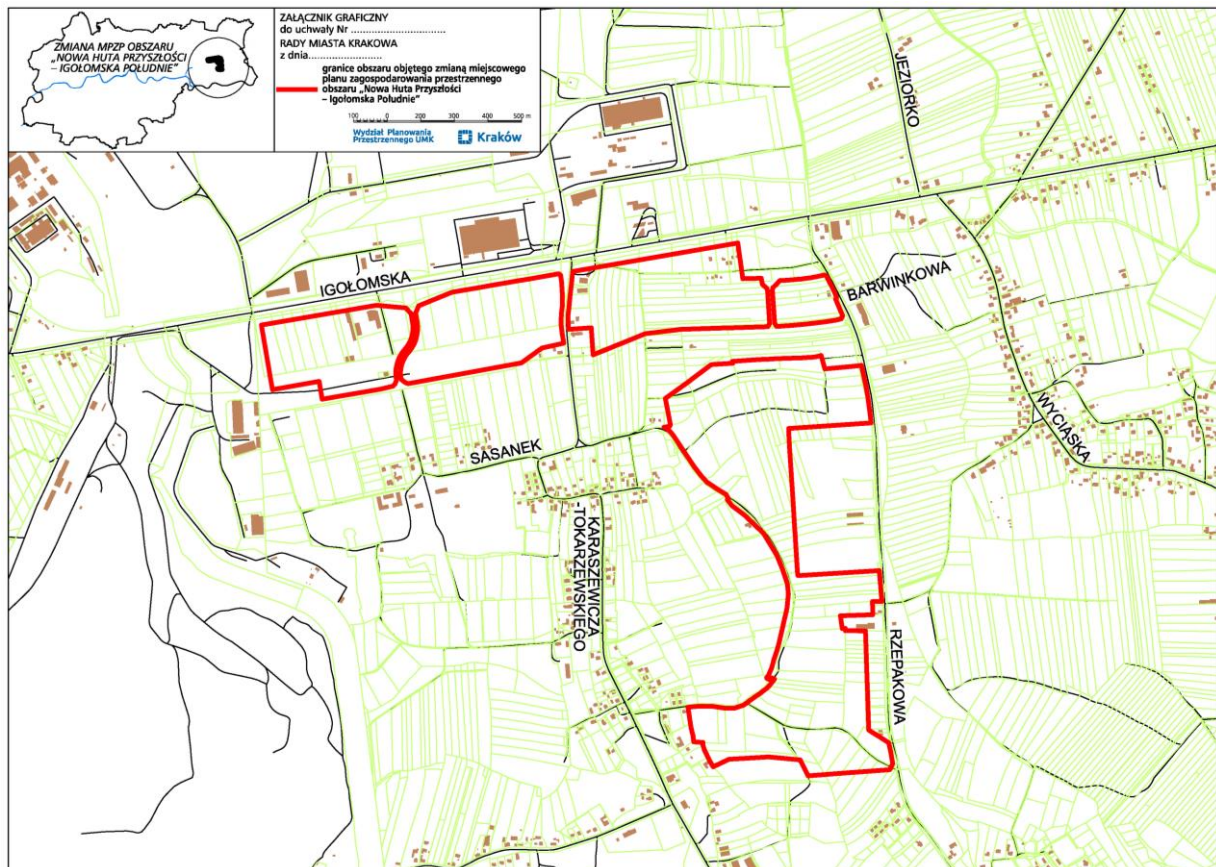 ZMIANA MPZP OBSZARU
„NOWA HUTA PRZYSZŁOŚCI
– IGOŁOMSKA POŁUDNIE”
ZAŁĄCZNIK GRAFICZNY
do uchwały Nr ................................
RADY MIASTA KRAKOWA
z dnia.........................
granice obszaru objętego zmianą miejscowego
planu zagospodarowania przestrzennego
obszaru „Nowa Huta Przyszłości
– Igołomska Południe”
100 0 100 200 300 400 500 m
Wydział Planowania
Przestrzennego UMK
Kraków
JEZIORKO
IGOŁOMSKA
BARWINKOWA
WYCIĄSKA
SASANEK
KARASZEWICZA
-TOKARZEWSKIEGO
RZEPAKOWA